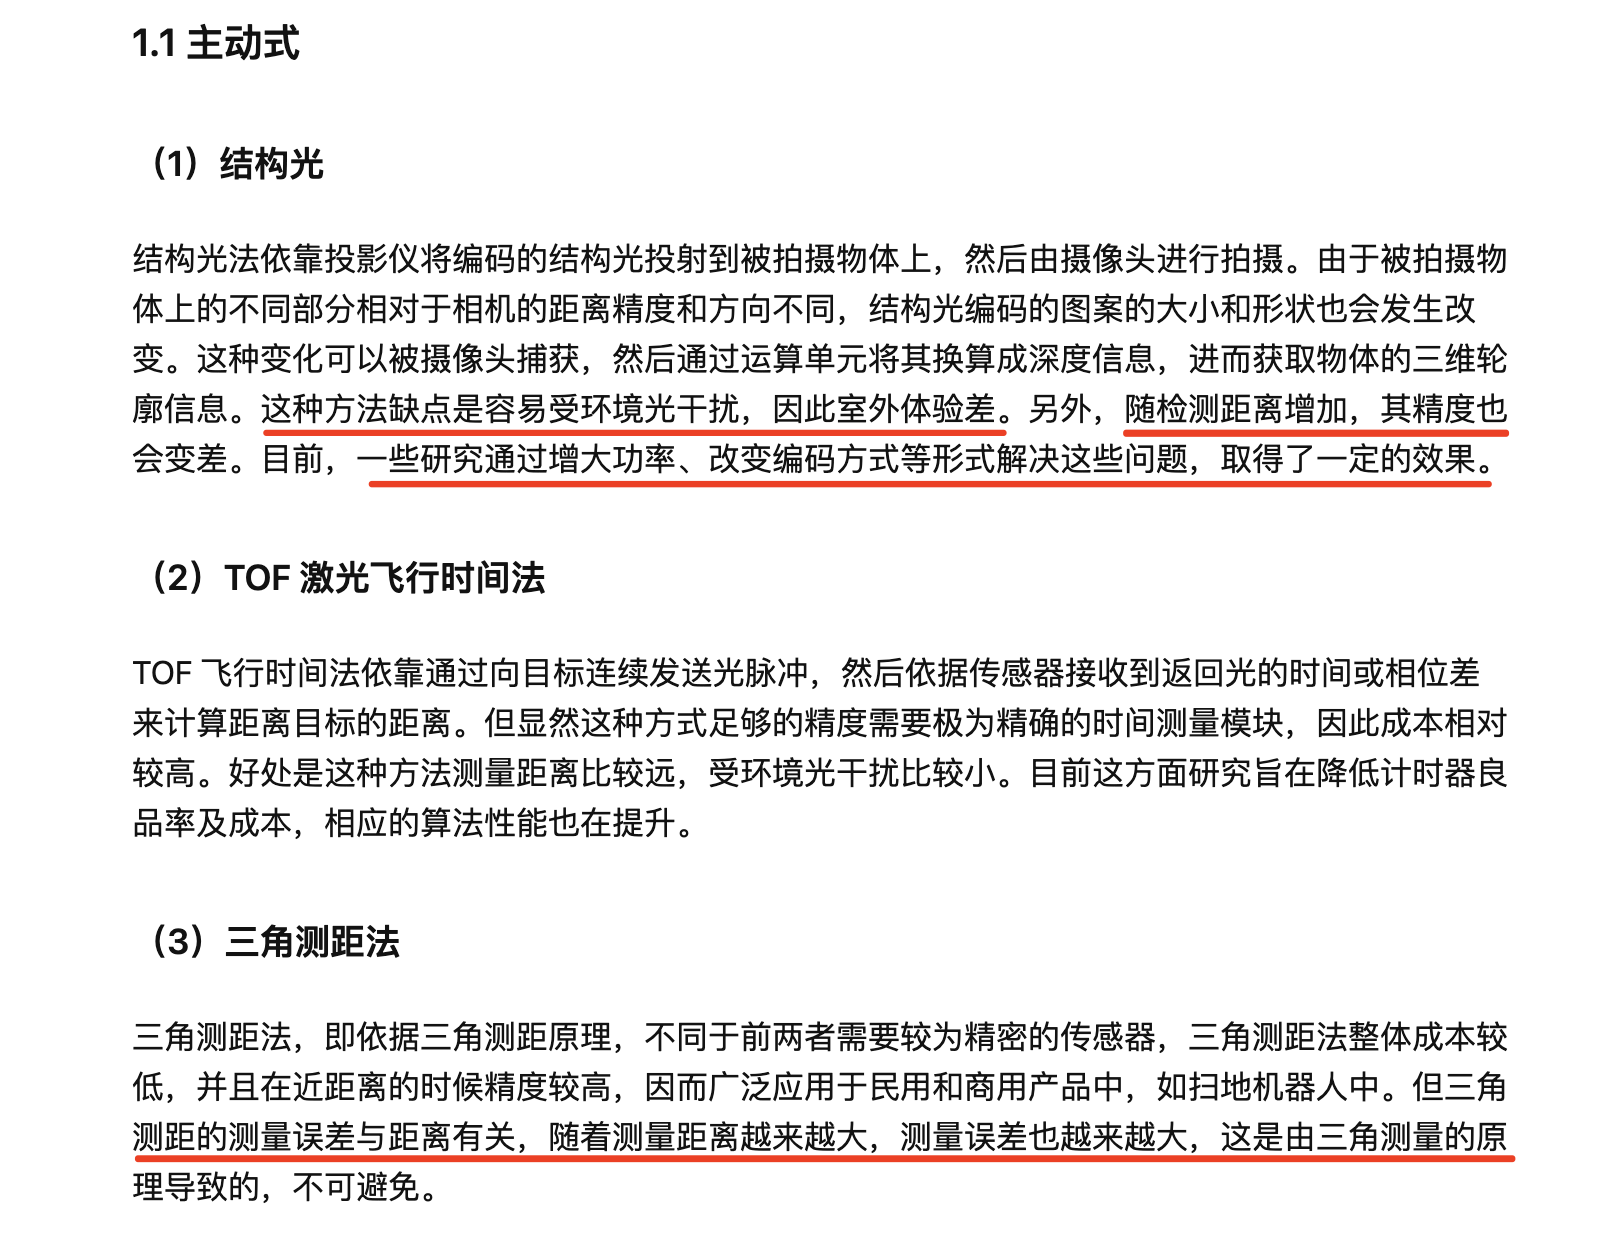 1.1 主动式
（1）结构光
结构光法依靠投影仪将编码的结构光投射到被拍摄物体上，然后由摄像头进行拍摄。由于被拍摄物
体上的不同部分相对于相机的距离精度和方向不同，结构光编码的图案的大小和形状也会发生改
变。这种变化可以被摄像头捕获，然后通过运算单元将其换算成深度信息，进而获取物体的三维轮
廓信息。这种方法缺点是容易受环境光干扰，因此室外体验差。另外，随检测距离增加，其精度也
会变差。目前，一些研究通过增大功率、改变编码方式等形式解决这些问题，取得了一定的效果。
（2）TOF 激光飞行时间法
TOF 飞行时间法依靠通过向目标连续发送光脉冲，然后依据传感器接收到返回光的时间或相位差
来计算距离目标的距离。但显然这种方式足够的精度需要极为精确的时间测量模块，因此成本相对
较高。好处是这种方法测量距离比较远，受环境光干扰比较小。目前这方面研究旨在降低计时器良
品率及成本，相应的算法性能也在提升。
（3）三角测距法
三角测距法，即依据三角测距原理，不同于前两者需要较为精密的传感器，三角测距法整体成本较
低，并且在近距离的时候精度较高，因而广泛应用于民用和商用产品中，如扫地机器人中。但三角
测距的测量误差与距离有关，随着测量距离越来越大，测量误差也越来越大，这是由三角测量的原
理导致的，不可避免。